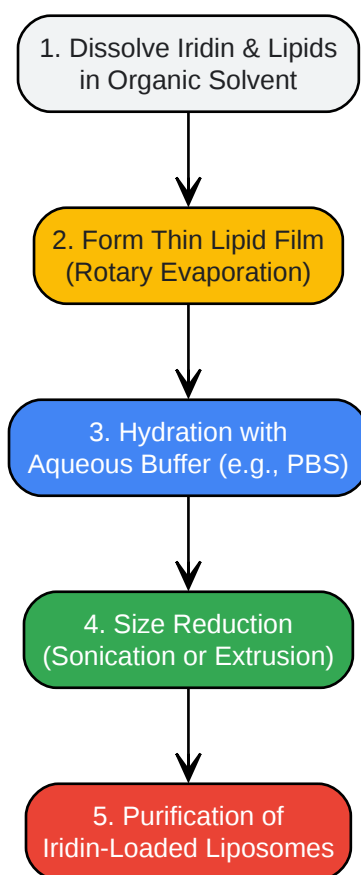 1. Dissolve Iridin & Lipids
in Organic Solvent
2. Form Thin Lipid Film
(Rotary Evaporation)
3. Hydration with
Aqueous Buffer (e.g., PBS)
4. Size Reduction
(Sonication or Extrusion)
5. Purification of
Iridin-Loaded Liposomes